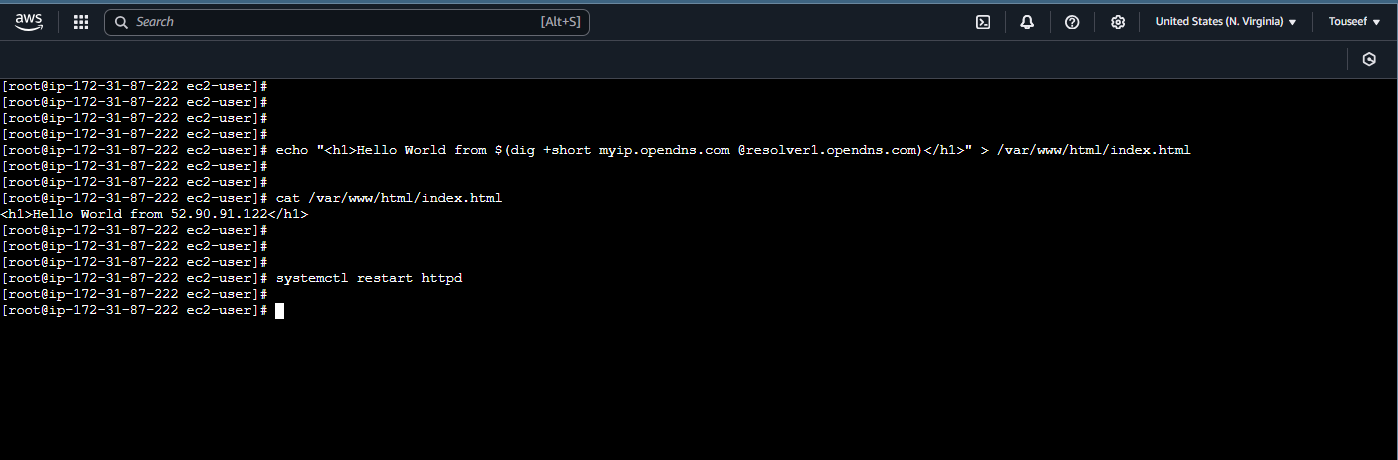 aws
Search [Alt+S]
United States (N. Virginia)
Touseef
[root@ip-172-31-87-222 ec2-user]#
[root@ip-172-31-87-222 ec2-user]#
[root@ip-172-31-87-222 ec2-user]#
[root@ip-172-31-87-222 ec2-user]#
[root@ip-172-31-87-222 ec2-user]# echo "<h1>Hello World from $(dig +short myip.opendns.com @resolver1.opendns.com)</h1>" > /var/www/html/index.html
[root@ip-172-31-87-222 ec2-user]#
[root@ip-172-31-87-222 ec2-user]#
[root@ip-172-31-87-222 ec2-user]# cat /var/www/html/index.html
<h1>Hello World from 52.90.91.122</h1>
[root@ip-172-31-87-222 ec2-user]#
[root@ip-172-31-87-222 ec2-user]#
[root@ip-172-31-87-222 ec2-user]#
[root@ip-172-31-87-222 ec2-user]# systemctl restart httpd
[root@ip-172-31-87-222 ec2-user]#
[root@ip-172-31-87-222 ec2-user]#